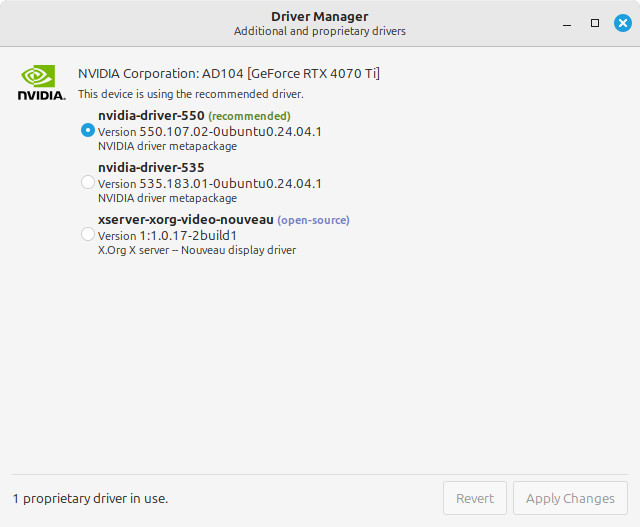 Driver Manager
Additional and proprietary drivers
NVIDIA Corporation: AD104 [GeForce RTX 4070 Ti]
NVIDIA.
This device is using the recommended driver.
nvidia-driver-550 (recommended)
Version 550.107.02-0ubuntu0.24.04.1
NVIDIA driver metapackage
nvidia-driver-535
Version 535.183.01-0ubuntu0.24.04.1
NVIDIA driver metapackage
xserver-xorg-video-nouveau (open-source)
Version 1:1.0.17-2build1
X.Org X server -- Nouveau display driver
1 proprietary driver in use.
Revert
Apply Changes